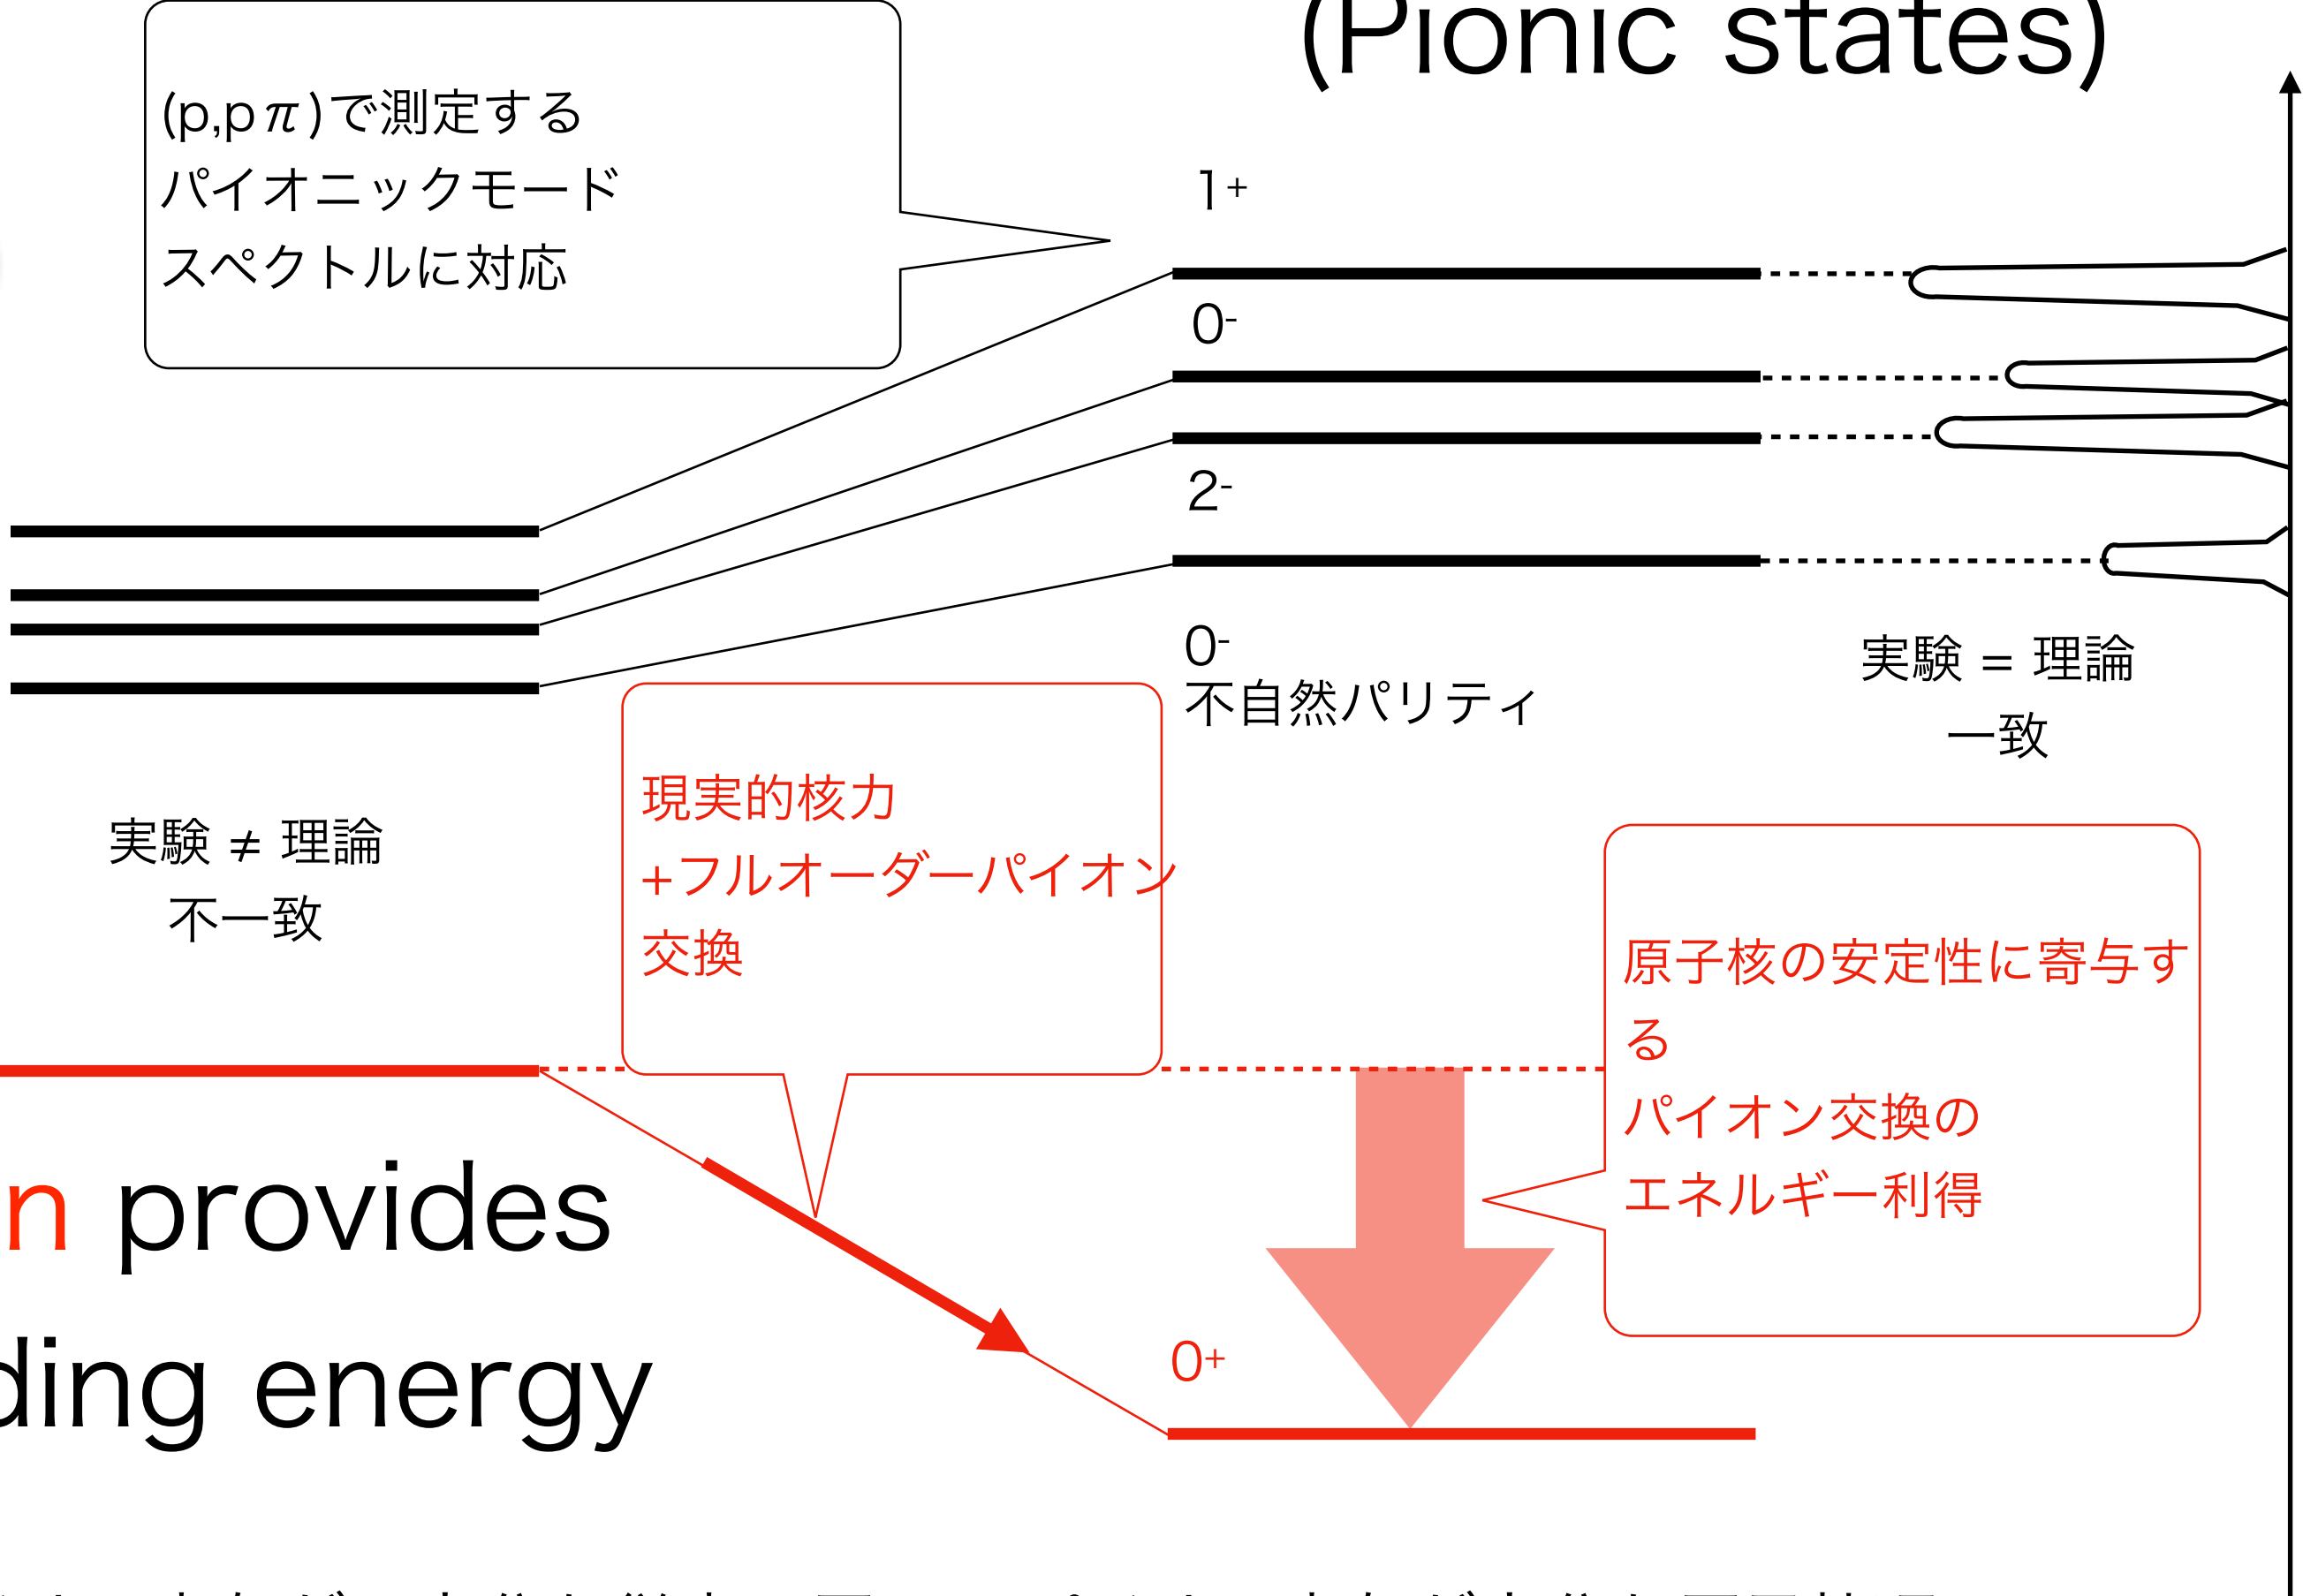 (Pionic states)
(p,pπ)で測定する
パイオニックモード
スペクトルに対応
1+
0-
2-
0-
不自然パリティ
実験 = 理論
一致
実験 ≠ 理論
不一致
現実的核力
+フルオーダーパイオン
交換
原子核の安定性に寄与す
る
パイオン交換の
エネルギー利得
n provides
ding energy
0+